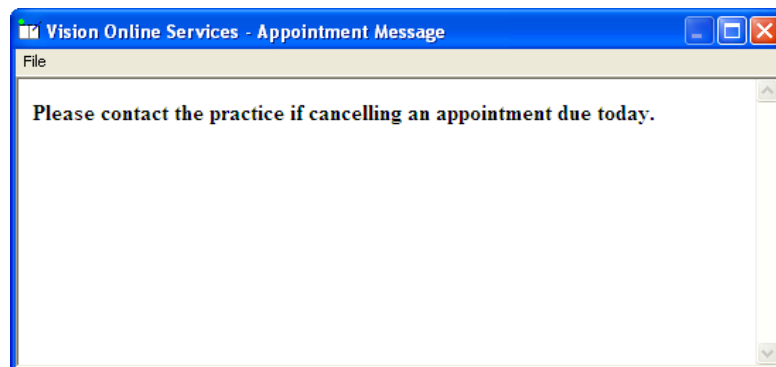 Vision Online Services - Appointment Message
File
Please contact the practice if cancelling an appointment due today.